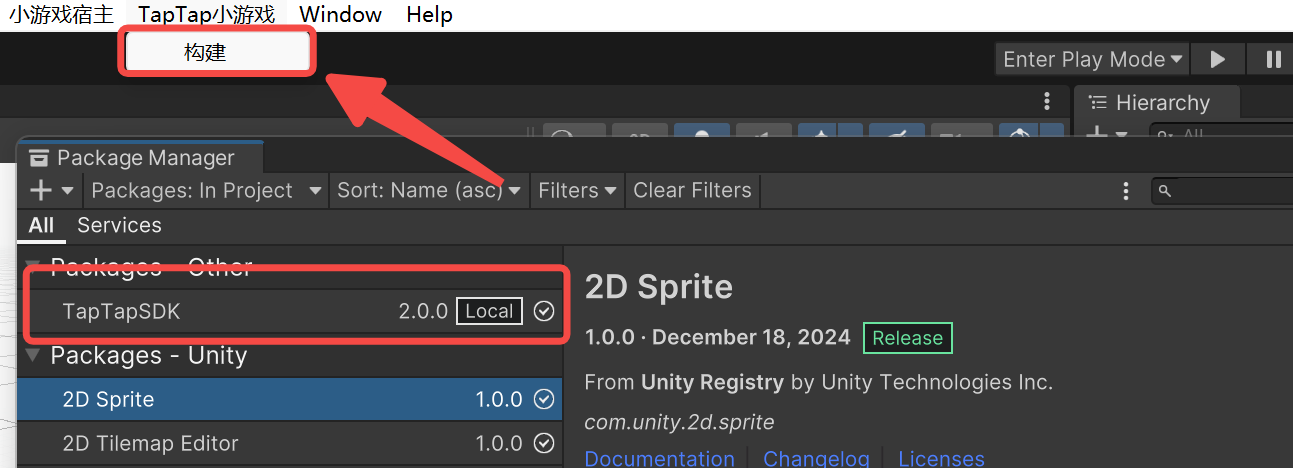 小游戏宿主 TapTap小游戏 Window Help
构建
Enter Play Mode
Hierarchy
All
Package Manager
Packages: In Project Sort: Name (asc) Filters Clear Filters
All Services
Packages - Other
TapTapSDK 2.0.0 Local
Packages - Unity
2D Sprite 1.0.0
2D Tilemap Editor 1.0.0
2D Sprite
1.0.0 · December 18, 2024 Release
From Unity Registry by Unity Technologies Inc.
com.unity.2d.sprite
Documentation Changelog Licenses